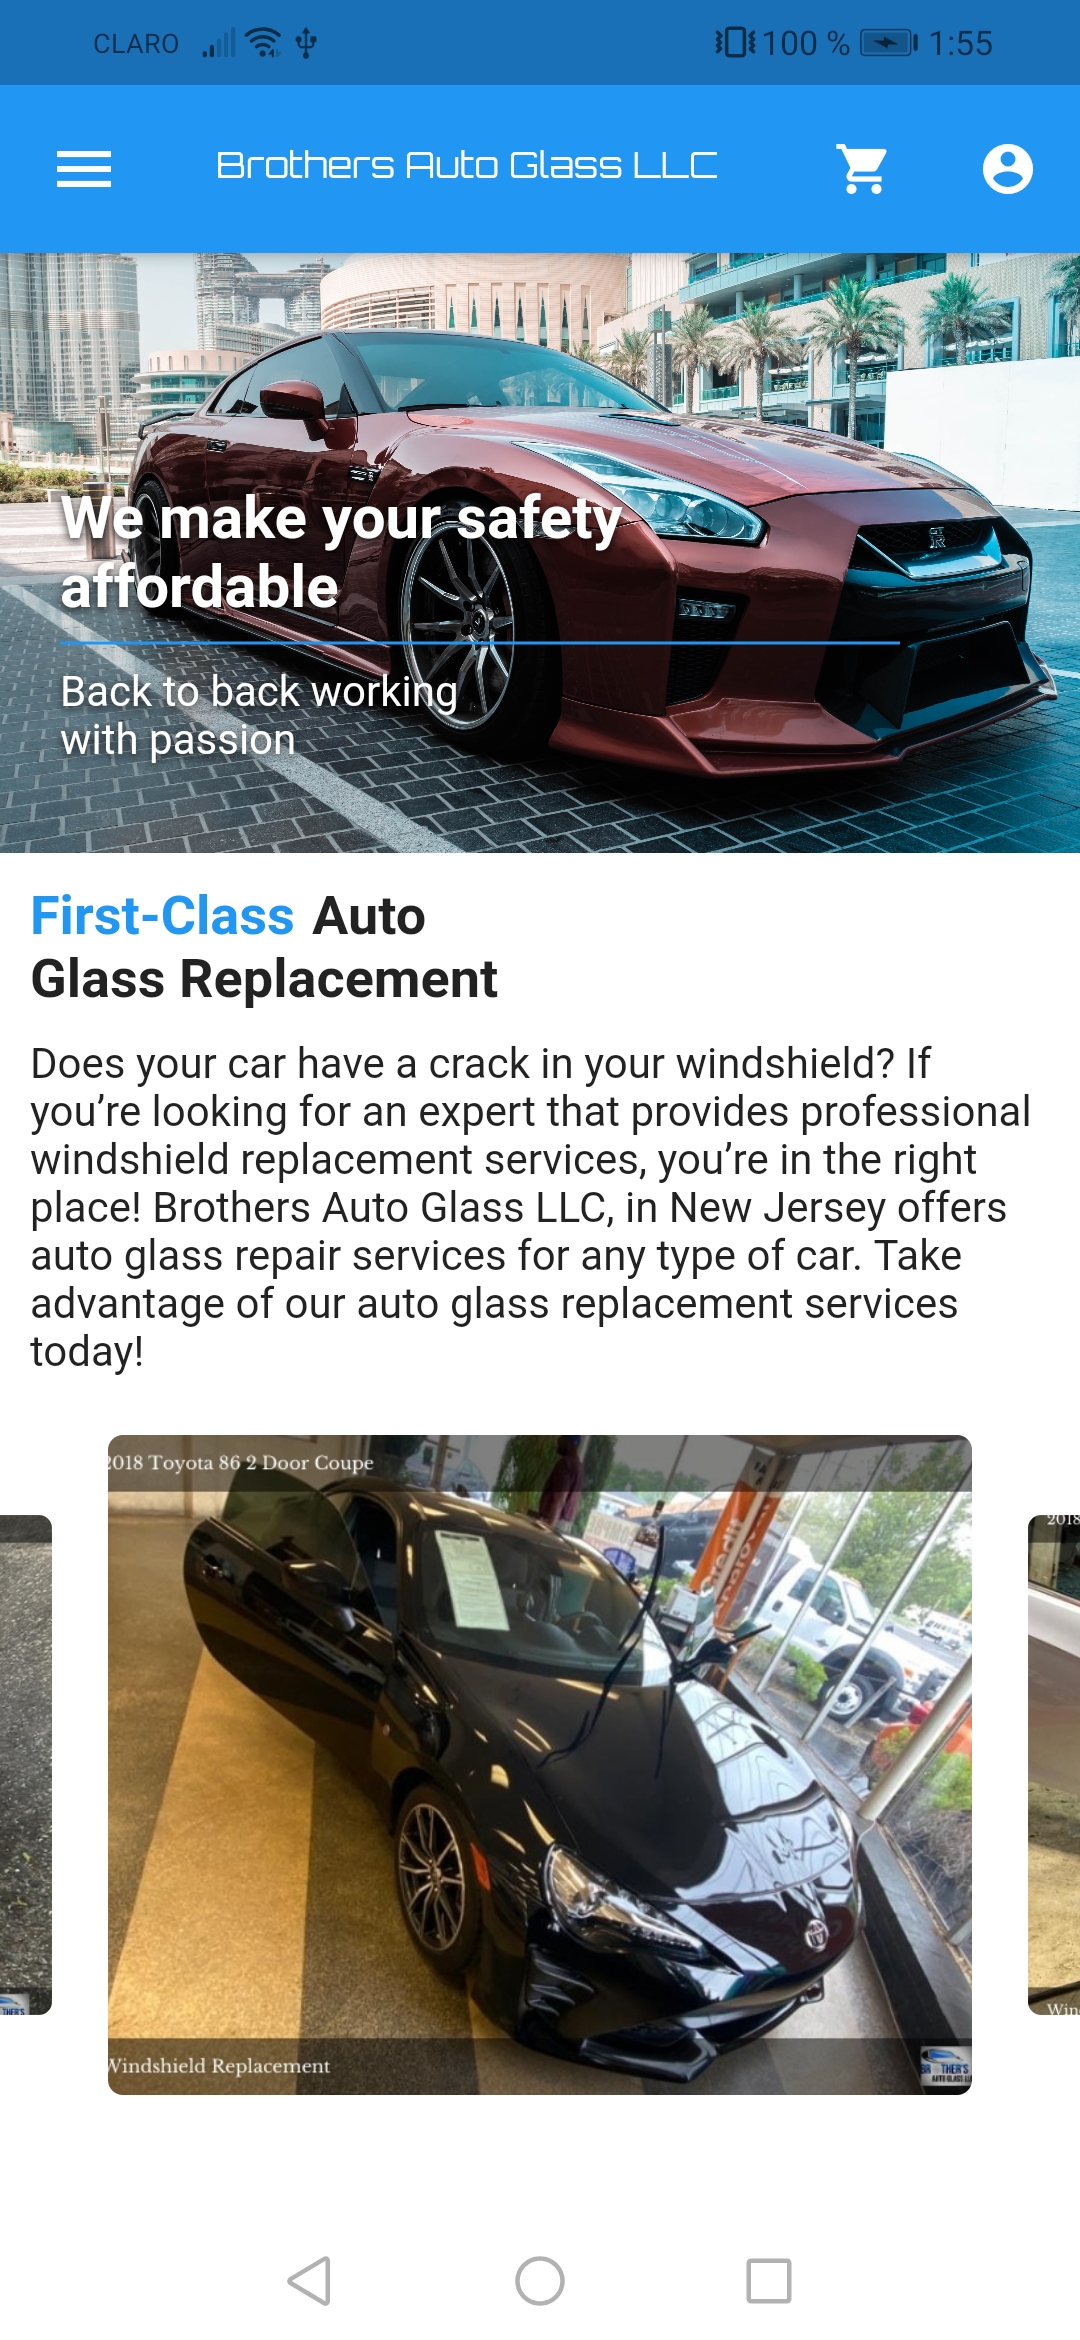 CLARO 100 % 1:55
Brothers Auto Glass LLC
We make your safety
affordable
Back to back working
with passion
First-Class Auto
Glass Replacement
Does your car have a crack in your windshield? If
you’re looking for an expert that provides professional
windshield replacement services, you’re in the right
place! Brothers Auto Glass LLC, in New Jersey offers
auto glass repair services for any type of car. Take
advantage of our auto glass replacement services
today!
2018 Toyota 86 2 Door Coupe
2018
Windshield Replacement
THER'S
AUTO GLASS